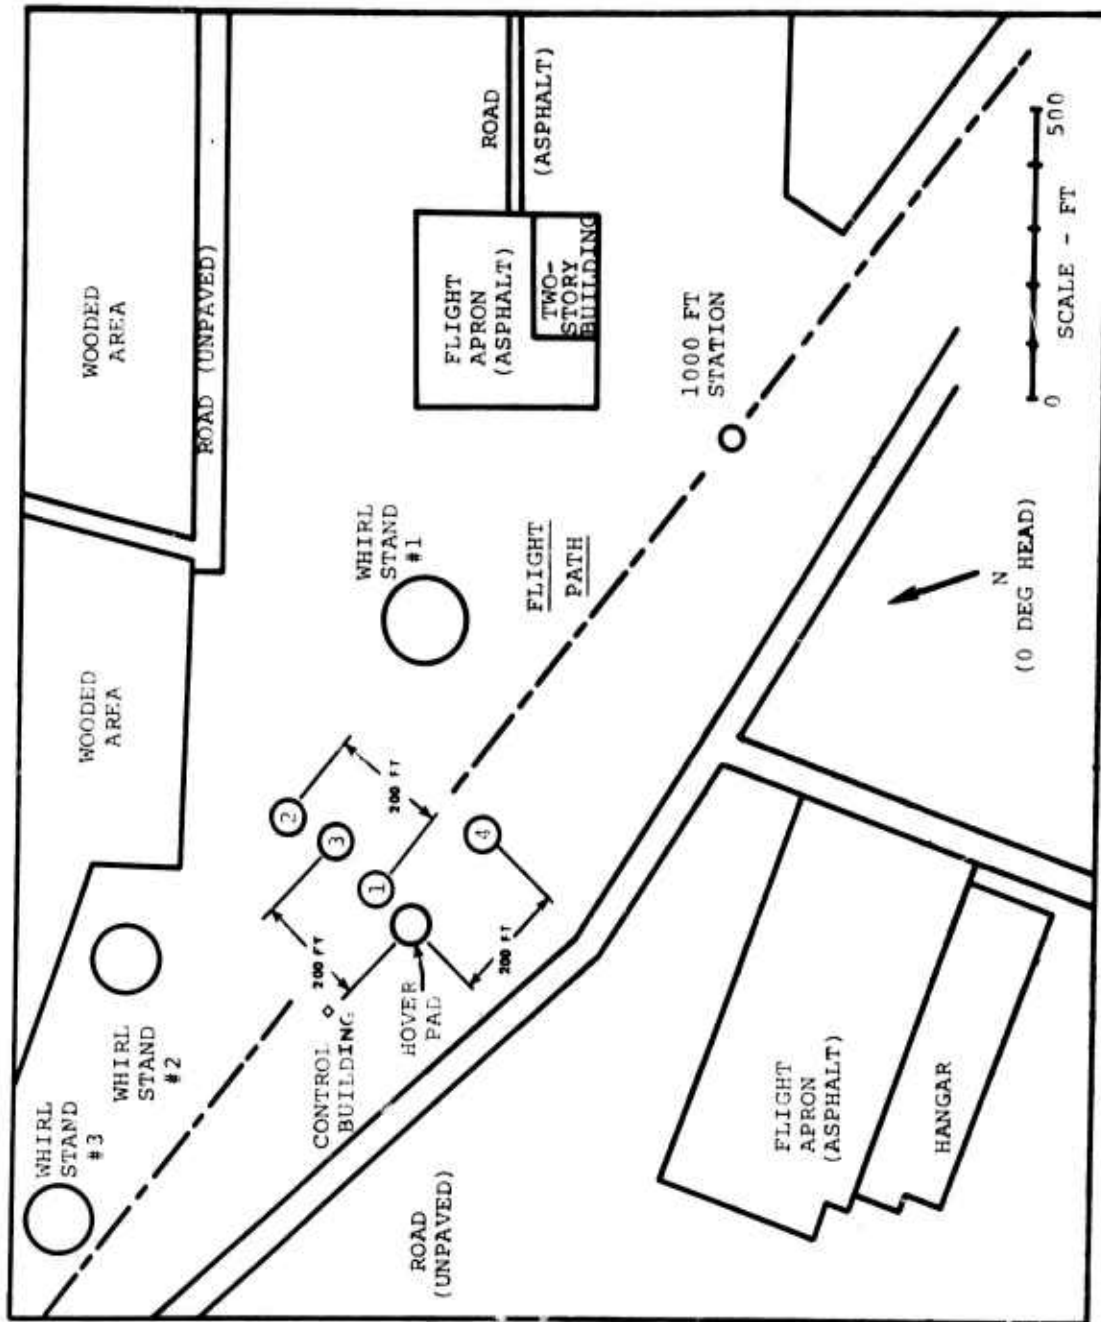 WHIRL
STAND
#3
WHIRL
STAND
#2
WOODED
AREA
WOODED
AREA
ROAD (UNPAVED)
CONTROL
BUILDING
HOVER
PAD
200 FT
200 FT
200 FT
1
2
3
4
WHIRL
STAND
#1
FLIGHT
PATH
FLIGHT
APRON
(ASPHALT)
TWO-
STORY
BUILDING
ROAD
(ASPHALT)
1000 FT
STATION
ROAD
(UNPAVED)
FLIGHT
APRON
(ASPHALT)
HANGAR
N
(0 DEG HEAD)
0
500
SCALE - FT